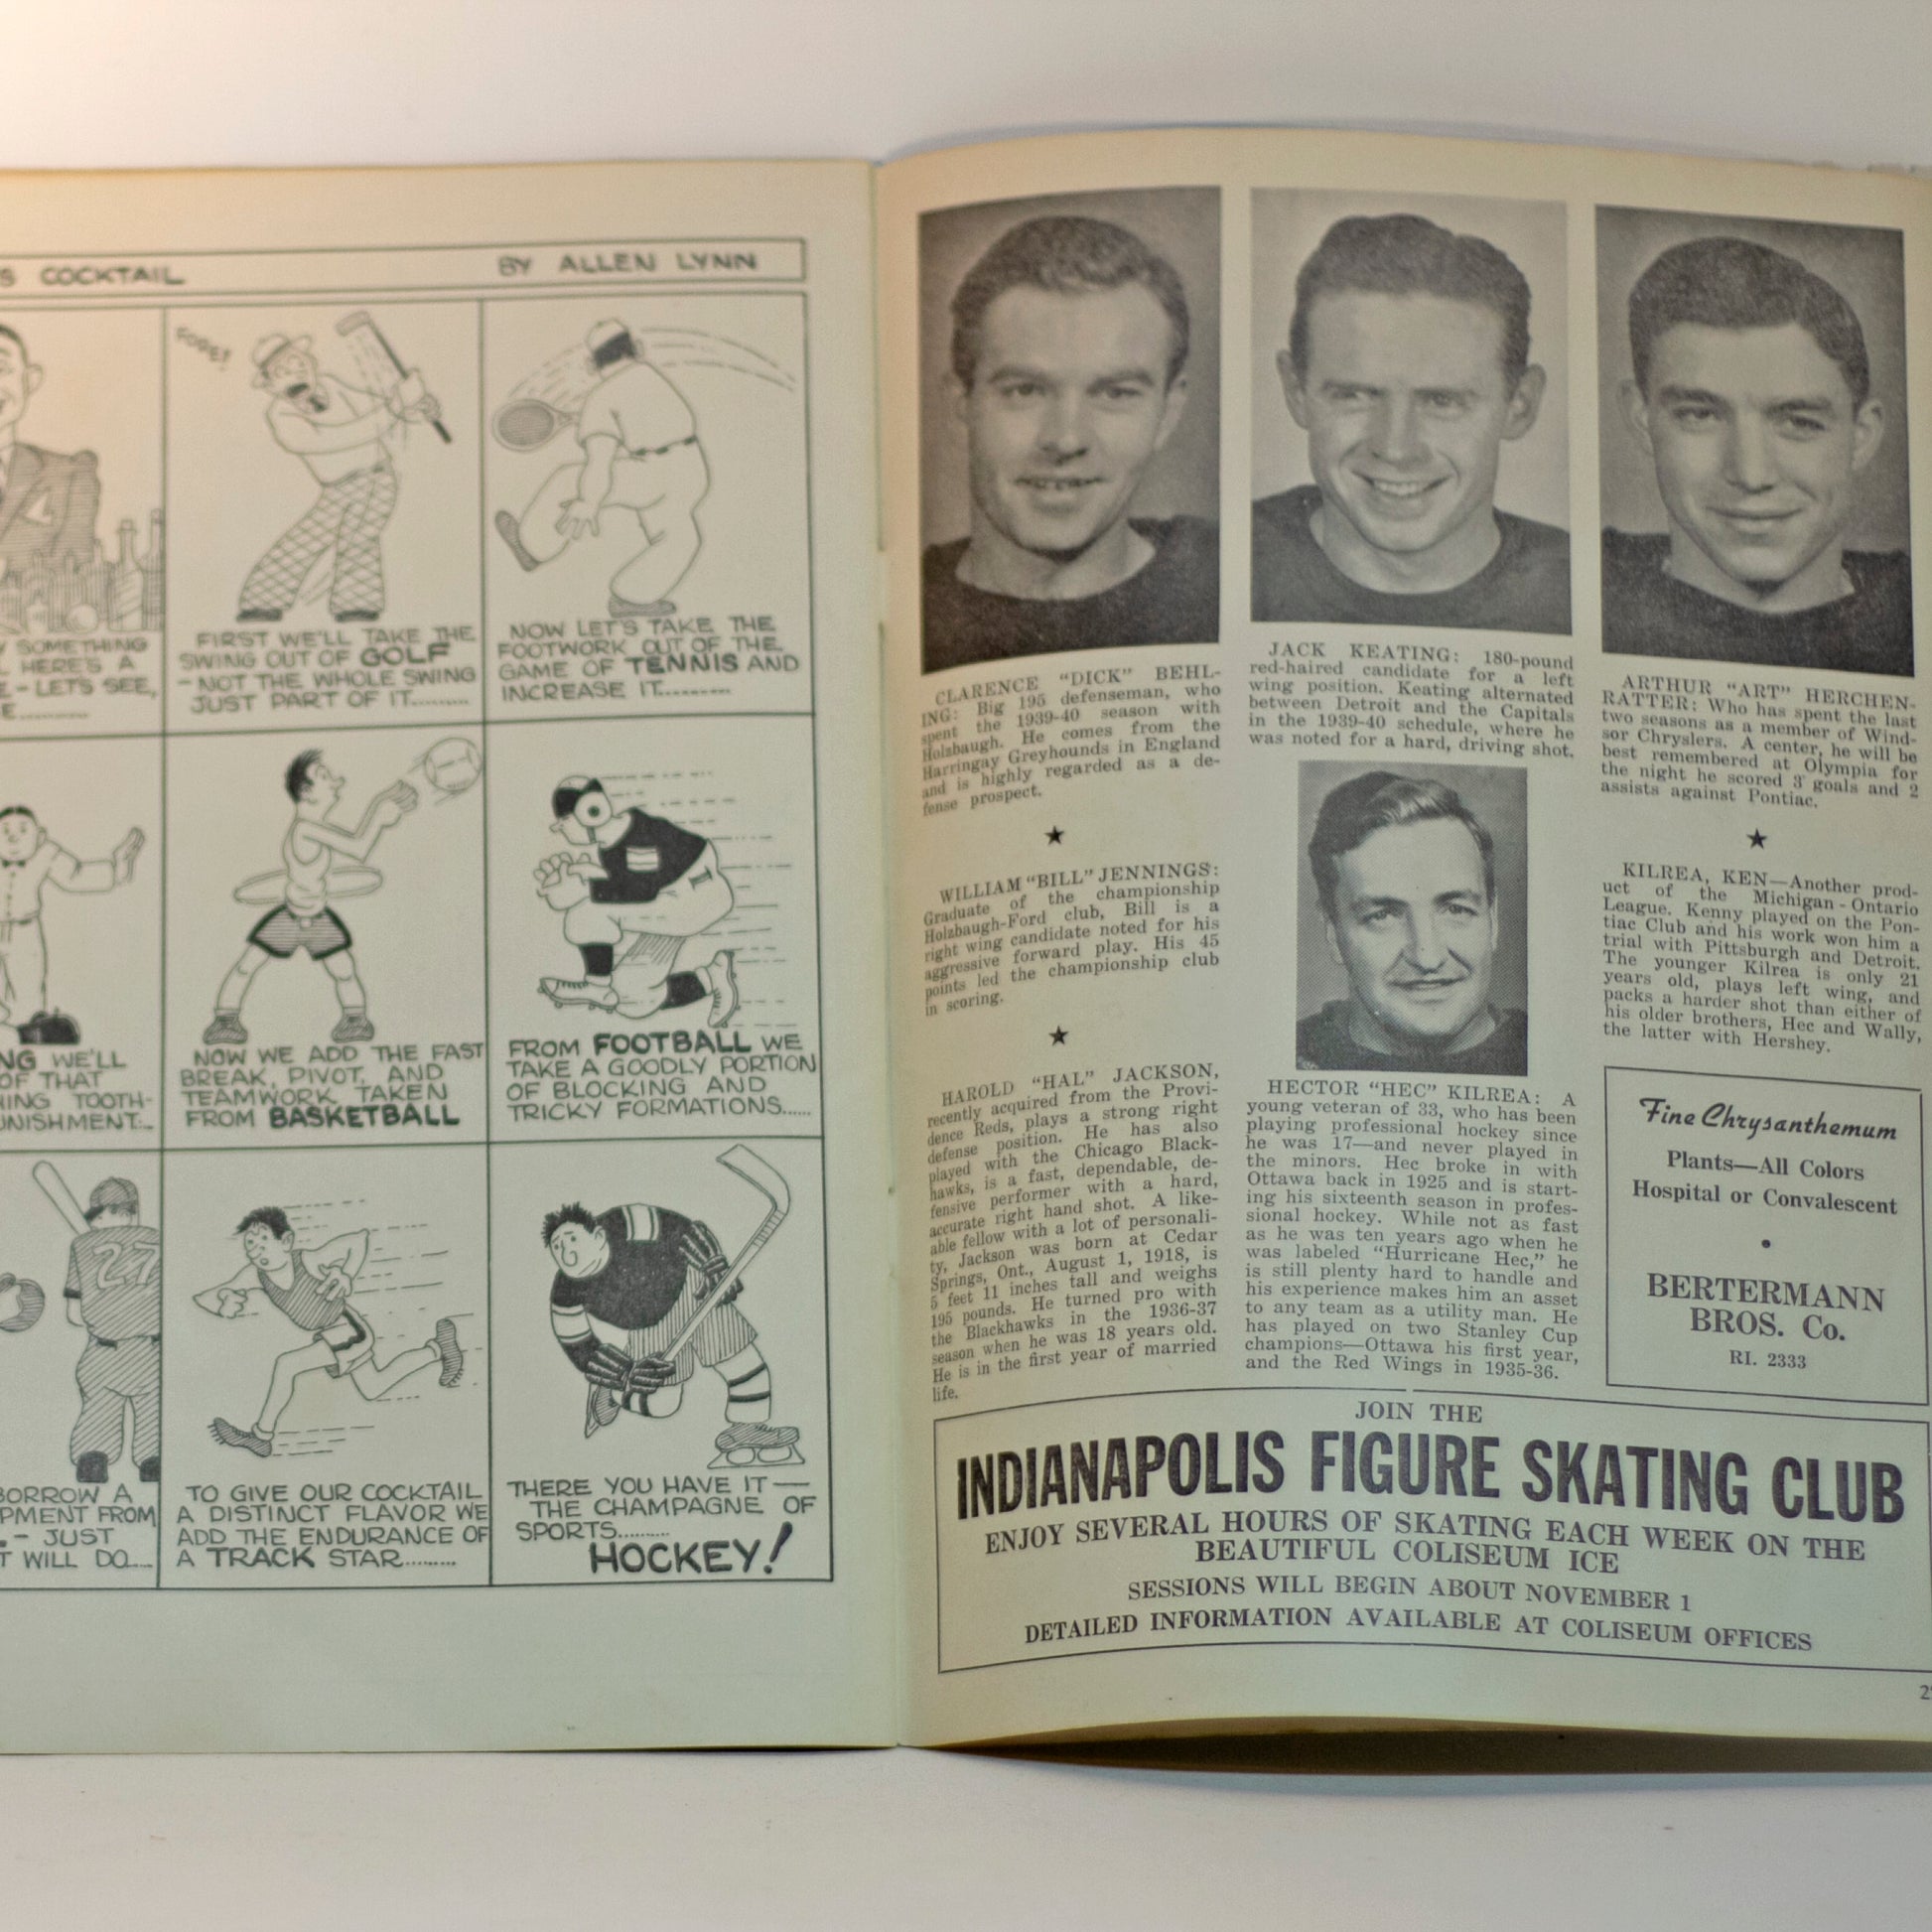 S COCKTAIL
BY ALLEN LYNN
SOMETHING
HERE'S A
E - LET'S SEE,
E..........
FORE!
FIRST WE'LL TAKE THE
SWING OUT OF GOLF
- NOT THE WHOLE SWING
JUST PART OF IT.........
NOW LET'S TAKE THE
FOOTWORK OUT OF THE
GAME OF TENNIS AND
INCREASE IT..........
NG WE'LL
OF THAT
HING TOOTH-
UNISHMENT..
NOW WE ADD THE FAST
BREAK, PIVOT, AND
TEAMWORK TAKEN
FROM BASKETBALL
FROM FOOTBALL WE
TAKE A GOODLY PORTION
OF BLOCKING AND
TRICKY FORMATIONS......
27
BORROW A
PMENT FROM
L - JUST
T WILL DO....
TO GIVE OUR COCKTAIL
A DISTINCT FLAVOR WE
ADD THE ENDURANCE OF
A TRACK STAR.........
THERE YOU HAVE IT —
THE CHAMPAGNE OF
SPORTS..........
HOCKEY!
CLARENCE "DICK" BEHL-
ING: Big 195 defenseman, who
spent the 1939-40 season with
Holzbaugh. He comes from the
Harringay Greyhounds in England
and is highly regarded as a de-
fense prospect.
★
WILLIAM "BILL" JENNINGS:
Graduate of the championship
Holzbaugh-Ford club, Bill is a
right wing candidate noted for his
aggressive forward play. His 45
points led the championship club
in scoring.
★
HAROLD "HAL" JACKSON,
recently acquired from the Provi-
dence Reds, plays a strong right
defense position. He has also
played with the Chicago Black-
hawks, is a fast, dependable, de-
fensive performer with a hard,
accurate right hand shot. A like-
able fellow with a lot of personali-
ty, Jackson was born at Cedar
Springs, Ont., August 1, 1918, is
5 feet 11 inches tall and weighs
195 pounds. He turned pro with
the Blackhawks in the 1936-37
season when he was 18 years old.
He is in the first year of married
life.
JACK KEATING: 180-pound
red-haired candidate for a left
wing position. Keating alternated
between Detroit and the Capitals
in the 1939-40 schedule, where he
was noted for a hard, driving shot.
HECTOR "HEC" KILREA: A
young veteran of 33, who has been
playing professional hockey since
he was 17—and never played in
the minors. Hec broke in with
Ottawa back in 1925 and is start-
ing his sixteenth season in profes-
sional hockey. While not as fast
as he was ten years ago when he
was labeled "Hurricane Hec," he
is still plenty hard to handle and
his experience makes him an asset
to any team as a utility man. He
has played on two Stanley Cup
champions—Ottawa his first year,
and the Red Wings in 1935-36.
ARTHUR "ART" HERCHEN-
RATTER: Who has spent the last
two seasons as a member of Wind-
sor Chryslers. A center, he will be
best remembered at Olympia for
the night he scored 3 goals and 2
assists against Pontiac.
★
KILREA, KEN—Another prod-
uct of the Michigan-Ontario
League. Kenny played on the Pon-
tiac Club and his work won him a
trial with Pittsburgh and Detroit.
The younger Kilrea is only 21
years old, plays left wing, and
packs a harder shot than either of
his older brothers, Hec and Wally,
the latter with Hershey.
Fine Chrysanthemum
Plants—All Colors
Hospital or Convalescent
•
BERTERMANN
BROS. Co.
RI. 2333
JOIN THE
INDIANAPOLIS FIGURE SKATING CLUB
ENJOY SEVERAL HOURS OF SKATING EACH WEEK ON THE
BEAUTIFUL COLISEUM ICE
SESSIONS WILL BEGIN ABOUT NOVEMBER 1
DETAILED INFORMATION AVAILABLE AT COLISEUM OFFICES